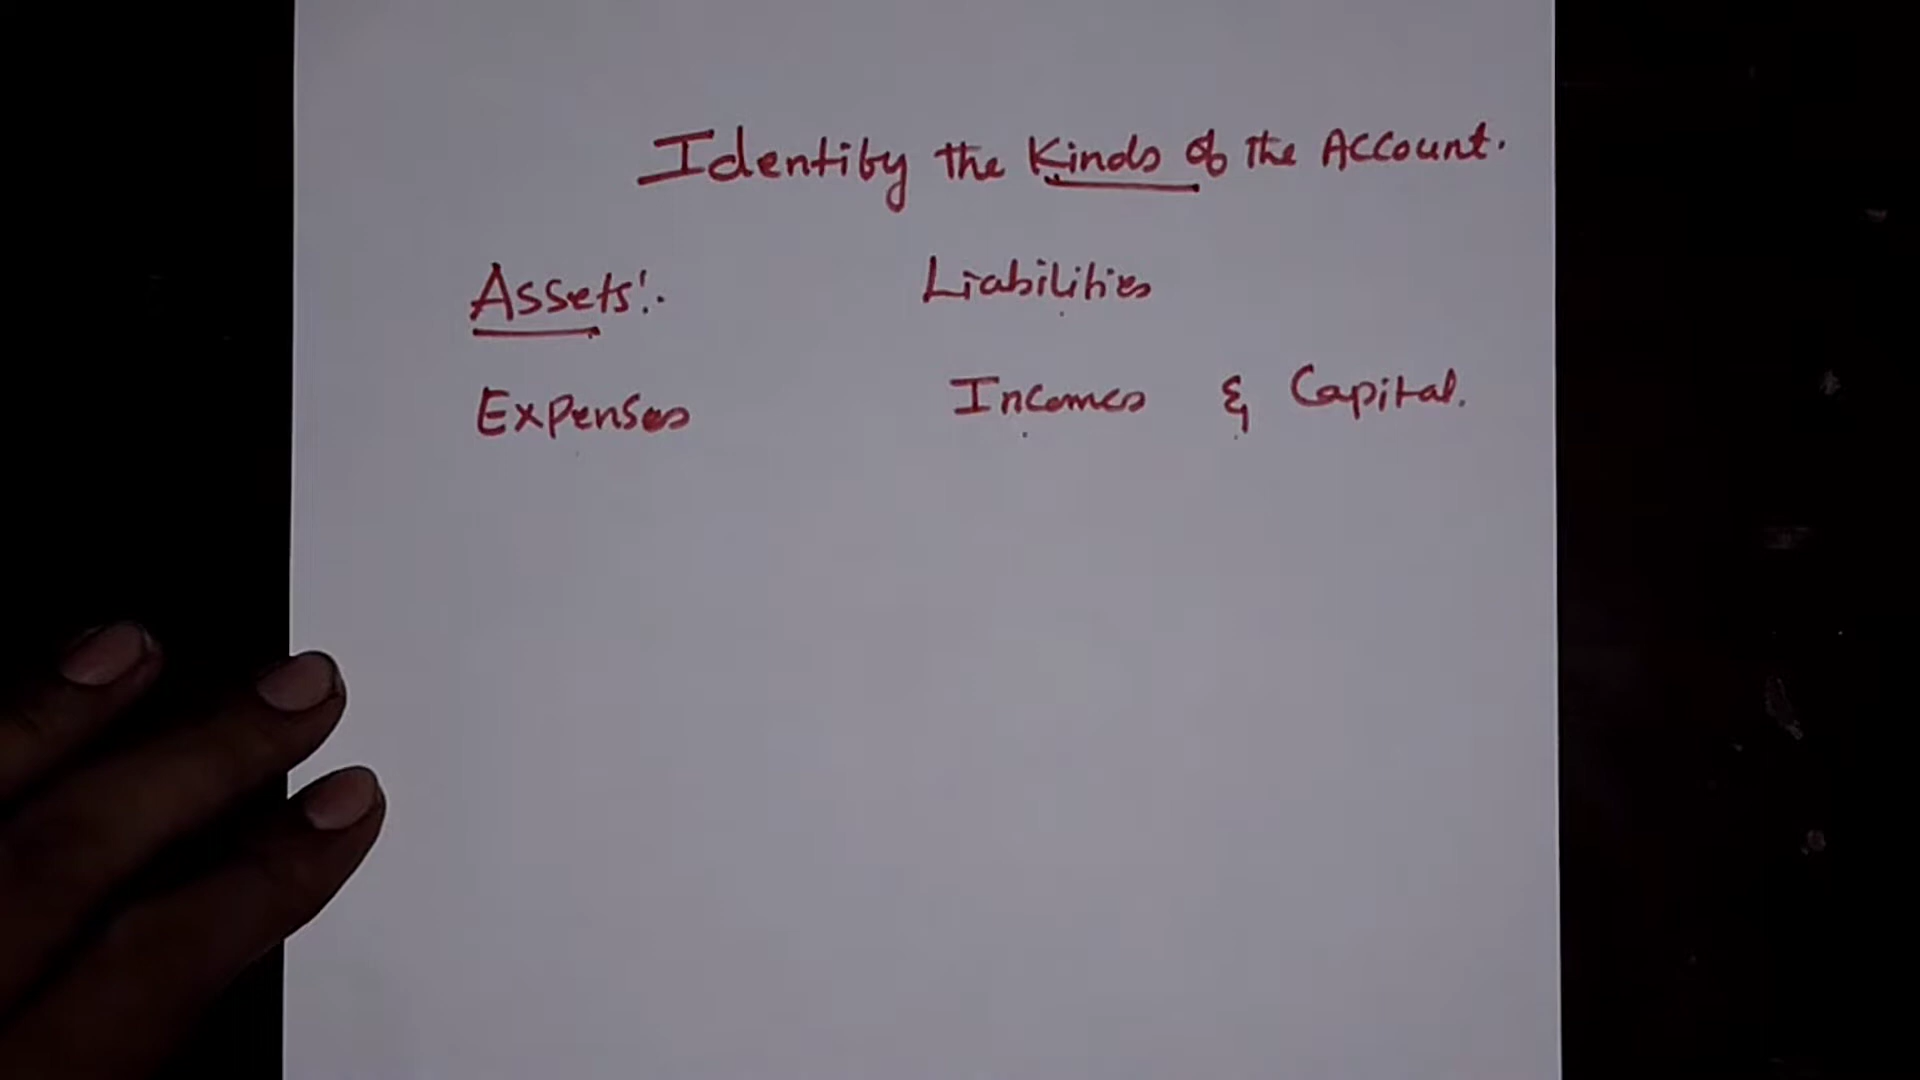 Identify the Kinds of the Account.
Assets:. Liabilities
Expenses Incomes & Capital.